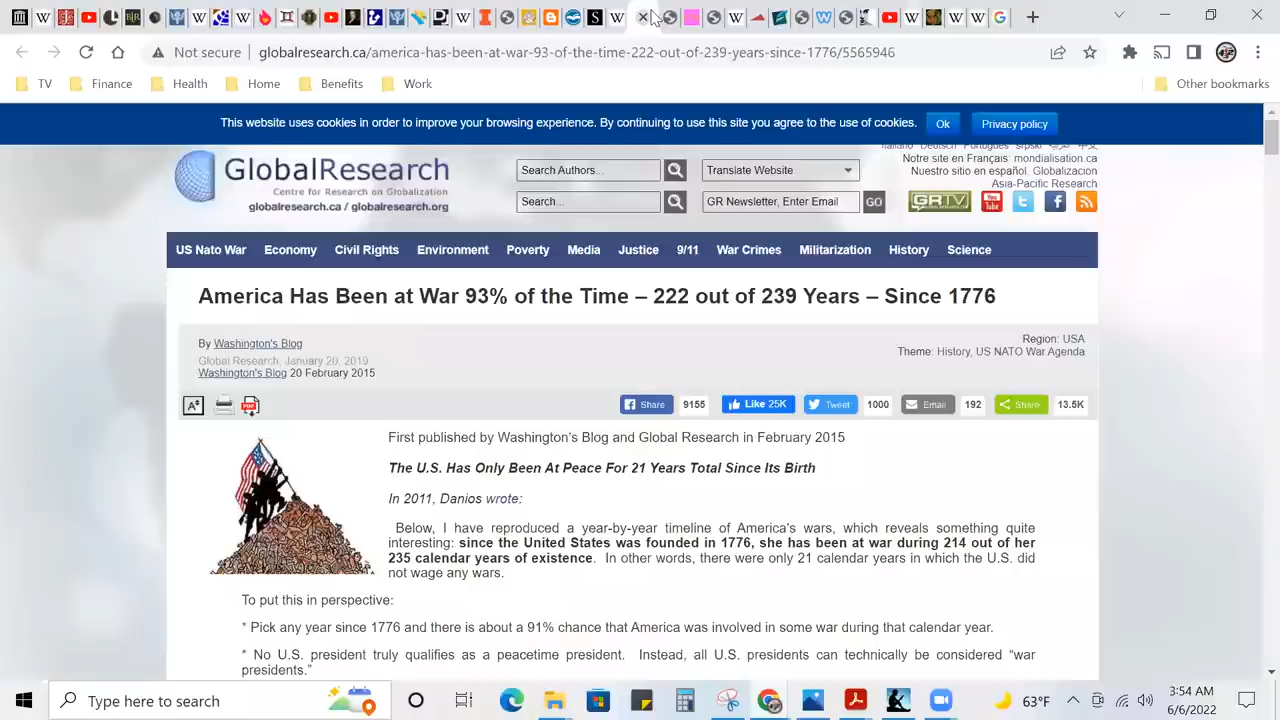 Not secure
globalresearch.ca/america-has-been-at-war-93-of-the-time-222-out-of-239-years-since-1776/5565946
TV Finance Health Home Benefits Work Other bookmarks
This website uses cookies in order to improve your browsing experience. By continuing to use this site you agree to the use of cookies. Ok Privacy policy
Notre site en Français: mondialisation.ca
Nuestro sitio en español: Globalizacion
Asia-Pacific Research
GlobalResearch
Centre for Research on Globalization
globalresearch.ca / globalresearch.org
Search Authors... Translate Website
Search... GR Newsletter, Enter Email GO GRTV You Tube
US Nato War Economy Civil Rights Environment Poverty Media Justice 9/11 War Crimes Militarization History Science
America Has Been at War 93% of the Time – 222 out of 239 Years – Since 1776
By Washington's Blog
Global Research, January 20, 2019
Washington's Blog 20 February 2015
Region: USA
Theme: History, US NATO War Agenda
A+ PDF Share 9155 Like 25K Tweet 1000 Email 192 Share 13.5K
First published by Washington's Blog and Global Research in February 2015
The U.S. Has Only Been At Peace For 21 Years Total Since Its Birth
In 2011, Danios wrote:
Below, I have reproduced a year-by-year timeline of America's wars, which reveals something quite
interesting: since the United States was founded in 1776, she has been at war during 214 out of her
235 calendar years of existence. In other words, there were only 21 calendar years in which the U.S. did
not wage any wars.
To put this in perspective:
* Pick any year since 1776 and there is about a 91% chance that America was involved in some war during that calendar year.
* No U.S. president truly qualifies as a peacetime president. Instead, all U.S. presidents can technically be considered “war
presidents.”
Type here to search
63°F
3:54 AM
6/6/2022